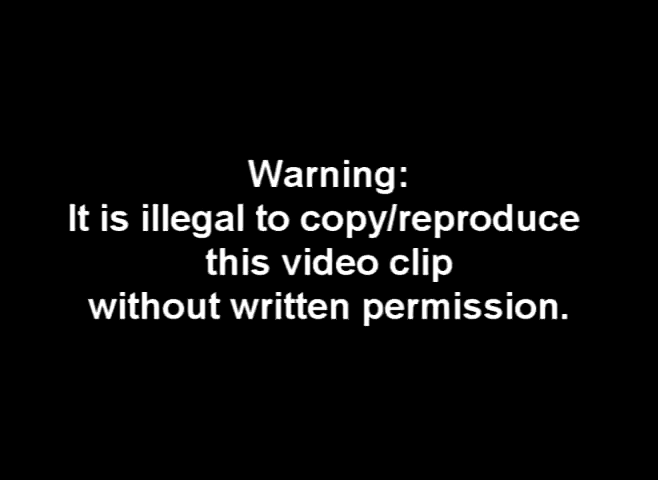 Warning:
It is illegal to copy/reproduce
this video clip
without written permission.